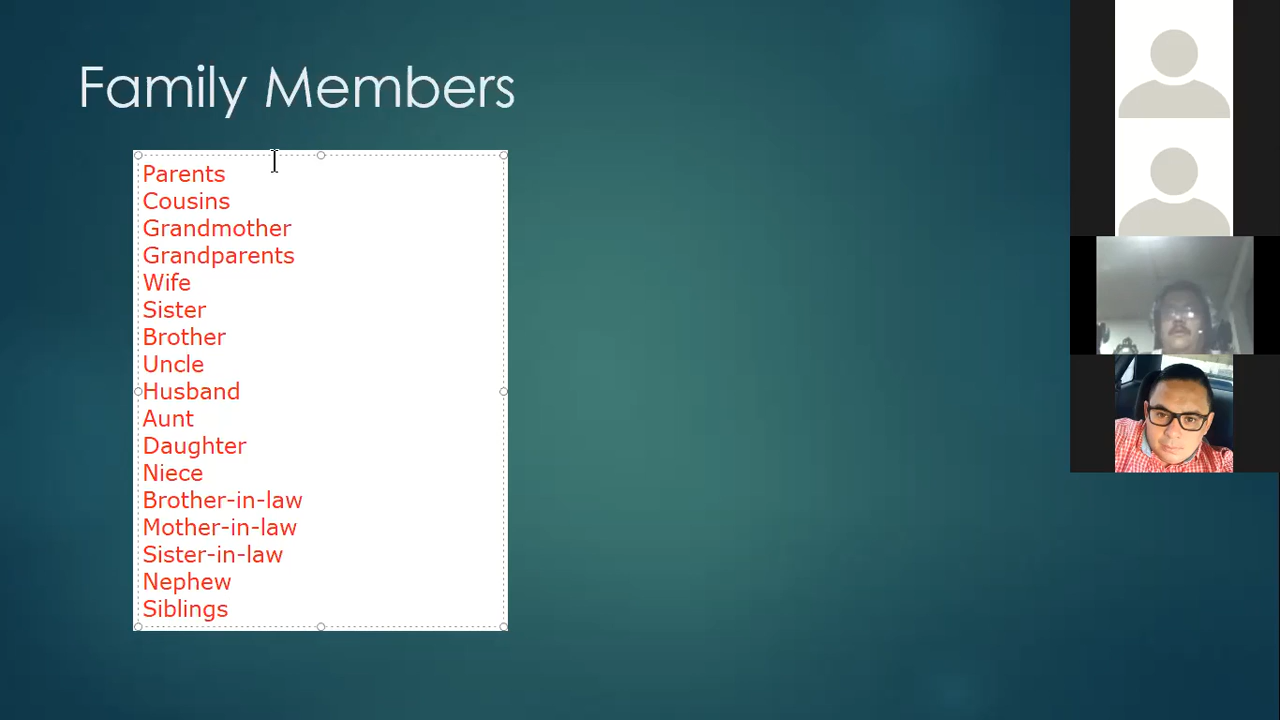 Family Members
Parents
Cousins
Grandmother
Grandparents
Wife
Sister
Brother
Uncle
Husband
Aunt
Daughter
Niece
Brother-in-law
Mother-in-law
Sister-in-law
Nephew
Siblings